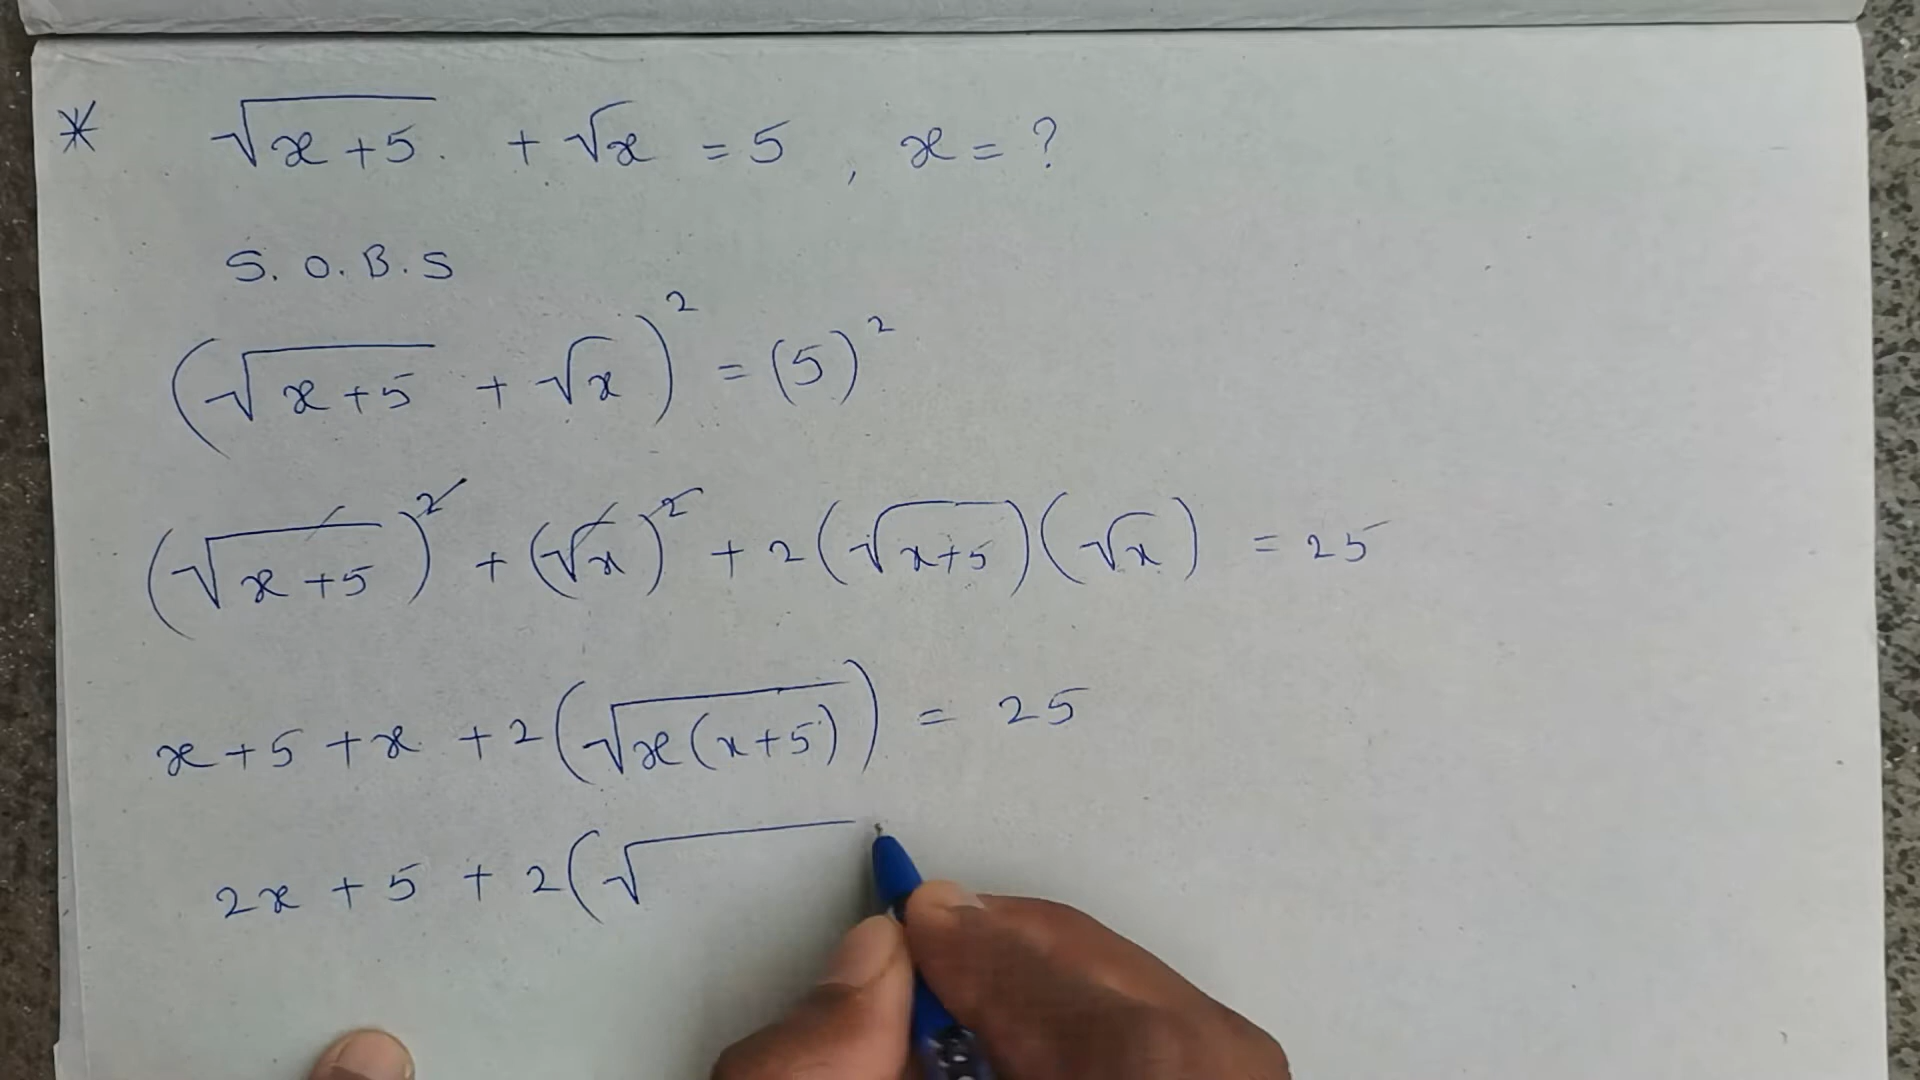 * √(x+5) + √x = 5, x = ?
S.O.B.S
(√(x+5) + √x)² = (5)²
(√(x+5))² + (√x)² + 2(√(x+5))(√x) = 25
x+5+x+2(√(x(x+5))) = 25
2x + 5 + 2(√